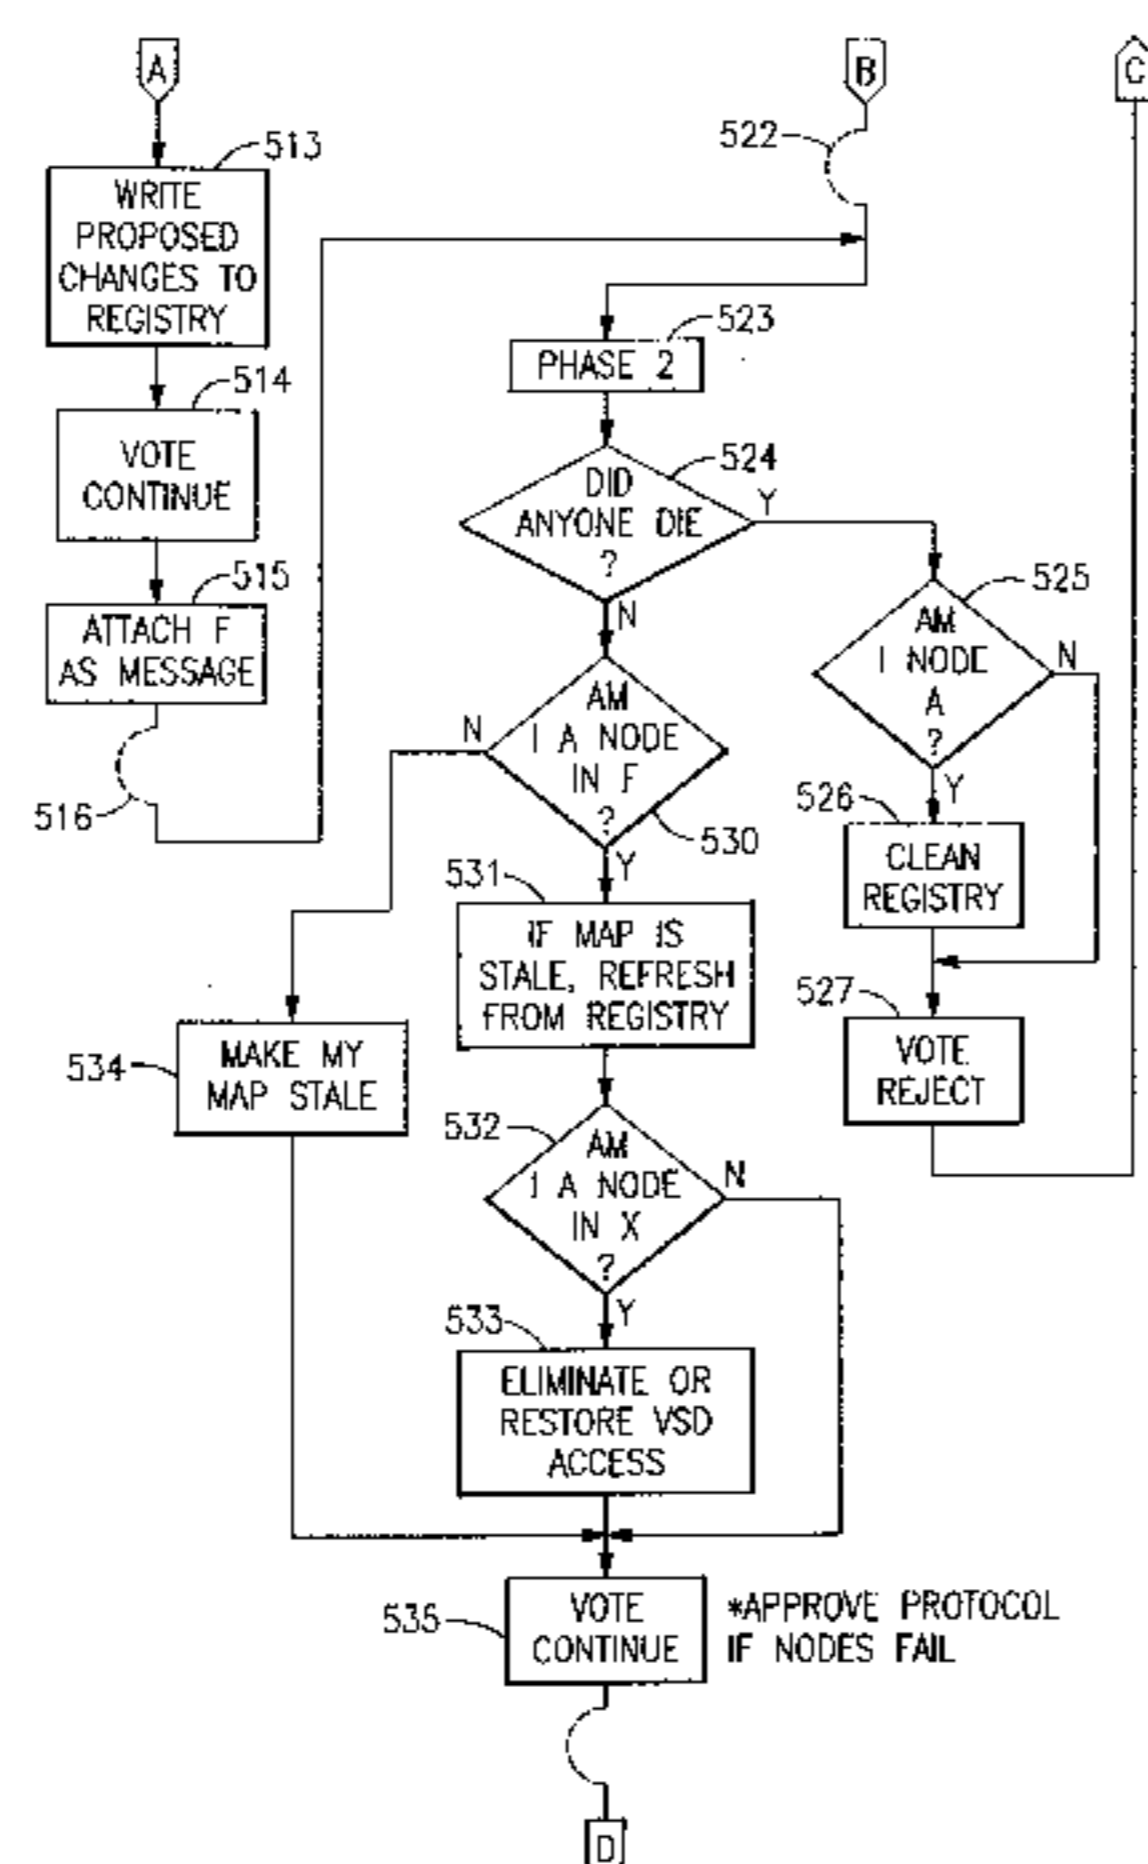 A
B
C
513
WRITE
PROPOSED
CHANGES TO
REGISTRY
514
VOTE
CONTINUE
515
ATTACH F
AS MESSAGE
516
522
523
PHASE 2
524
DID
ANYONE DIE
?
Y
N
525
AM
I NODE
A
?
N
Y
526
CLEAN
REGISTRY
527
VOTE
REJECT
AM
I A NODE
IN F
?
N
530
Y
531
IF MAP IS
STALE, REFRESH
FROM REGISTRY
534
MAKE MY
MAP STALE
532
AM
I A NODE
IN X
?
N
Y
533
ELIMINATE OR
RESTORE VSD
ACCESS
535
VOTE
CONTINUE
*APPROVE PROTOCOL
IF NODES FAIL
D